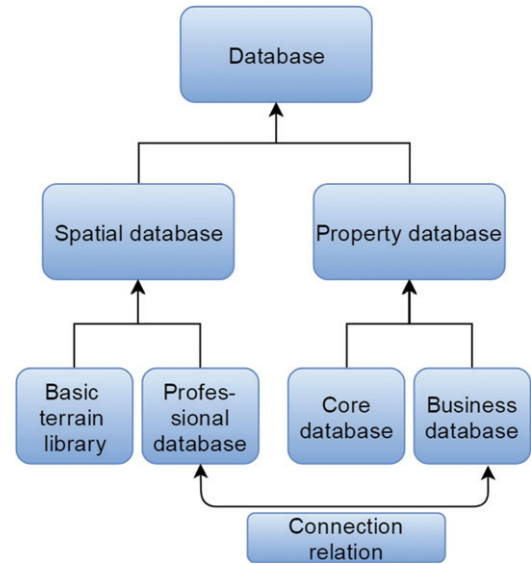 Database
Spatial database
Property database
Basic
terrain
library
Profes-
sional
database
Core
database
Business
database
Connection
relation